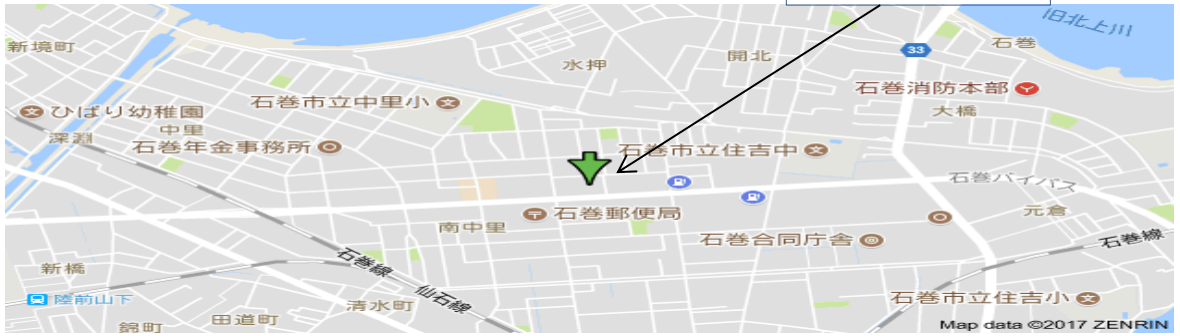 旧北上川
新境町
石巻
33
開北
水押
石巻消防本部
石巻市立中里小
大橋
ひばり幼稚園
中里
深淵
石巻年金事務所
石巻市立住吉中
石巻バイパス
石巻郵便局
元倉
南中里
石巻合同庁舎
石巻線
石巻線
新橋
仙石線
陸前山下
清水町
石巻市立住吉小
田道町
錦町
Map data ©2017 ZENRIN